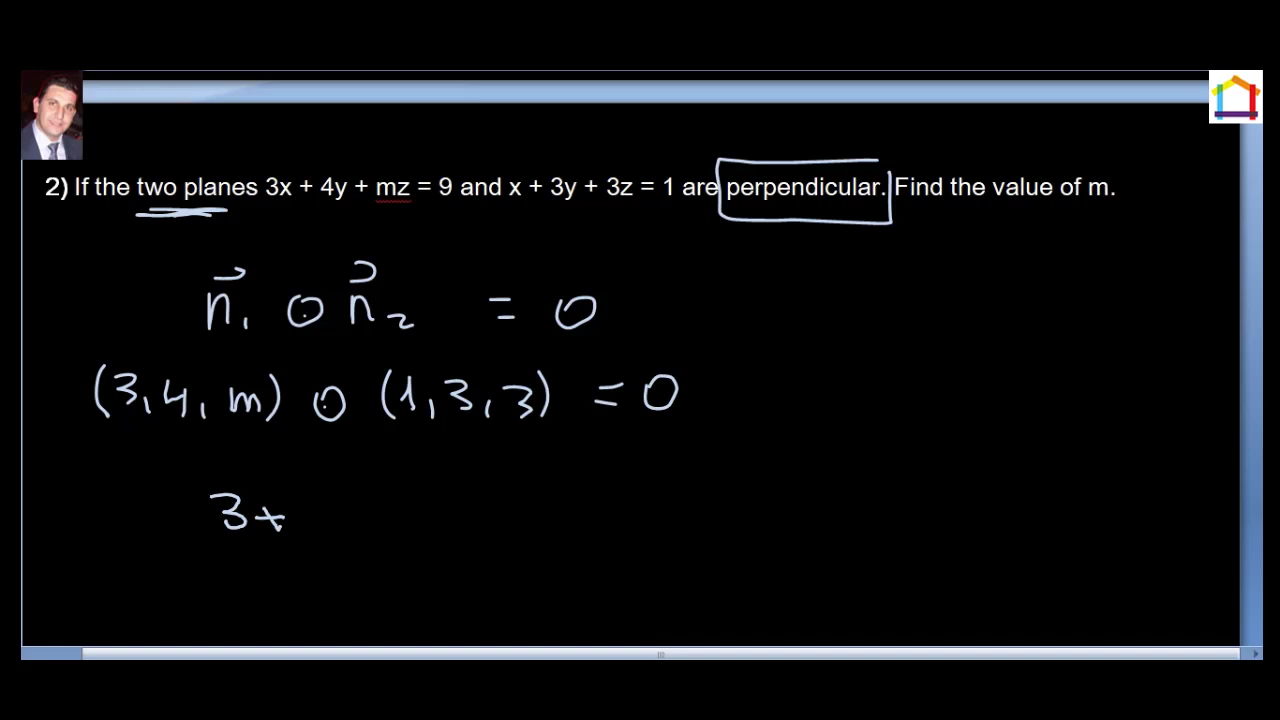 2) If the two planes 3x + 4y + mz = 9 and x + 3y + 3z = 1 are perpendicular. Find the value of m.
n⃗₁ ⊙ n⃗₂ = 0
(3, 4, m) ⊙ (1, 3, 3) = 0
3+